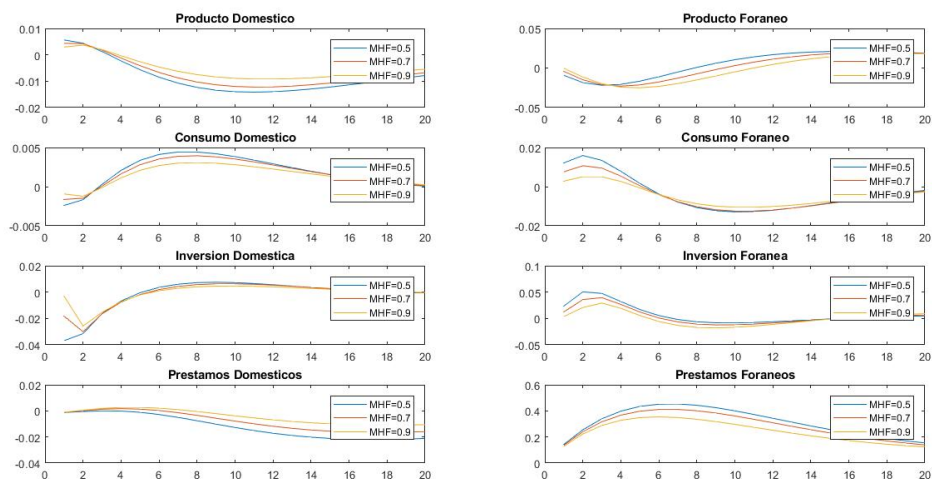 Producto Domestico
0.01
0
-0.01
-0.02
MHF=0.5
MHF=0.7
MHF=0.9
0 2 4 6 8 10 12 14 16 18 20
Producto Foraneo
0.05
0
-0.05
MHF=0.5
MHF=0.7
MHF=0.9
0 2 4 6 8 10 12 14 16 18 20
Consumo Domestico
0.005
0
-0.005
MHF=0.5
MHF=0.7
MHF=0.9
0 2 4 6 8 10 12 14 16 18 20
Consumo Foraneo
0.02
0
-0.02
MHF=0.5
MHF=0.7
MHF=0.9
0 2 4 6 8 10 12 14 16 18 20
Inversion Domestica
0.02
0
-0.02
-0.04
MHF=0.5
MHF=0.7
MHF=0.9
0 2 4 6 8 10 12 14 16 18 20
Inversion Foranea
0.1
0.05
0
-0.05
MHF=0.5
MHF=0.7
MHF=0.9
0 2 4 6 8 10 12 14 16 18 20
Prestamos Domesticos
0.02
0
-0.02
-0.04
MHF=0.5
MHF=0.7
MHF=0.9
0 2 4 6 8 10 12 14 16 18 20
Prestamos Foraneos
0.6
0.4
0.2
0
MHF=0.5
MHF=0.7
MHF=0.9
0 2 4 6 8 10 12 14 16 18 20